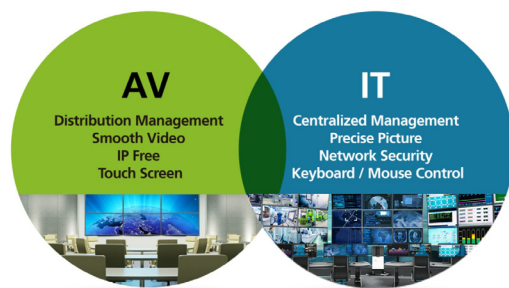 AV
Distribution Management
Smooth Video
IP Free
Touch Screen
IT
Centralized Management
Precise Picture
Network Security
Keyboard / Mouse Control